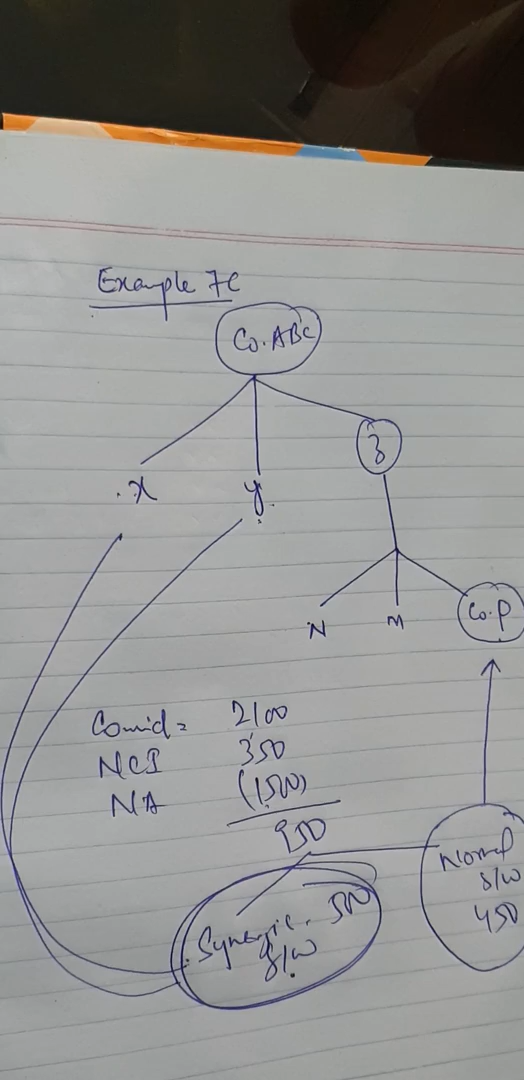 Example 7C
Co. ABC
x
y
z
N
M
Co. P
Consid = 2100
NCI 350
NA (1500)
950
Synergic. 500
g/w
Normal
g/w
450